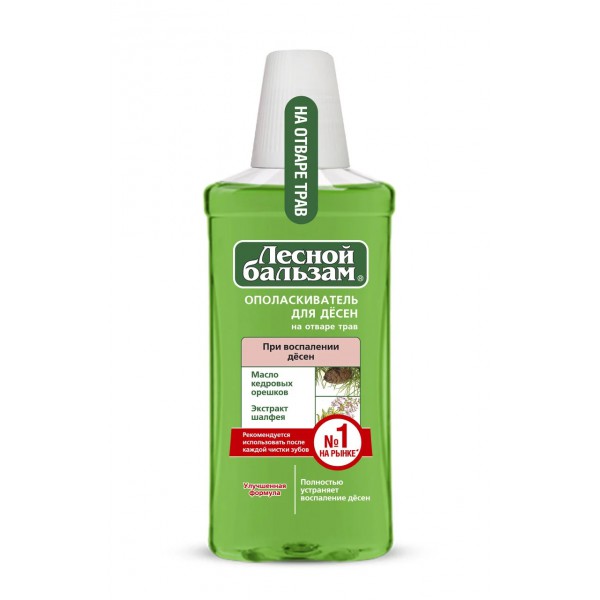 НА ОТВАРЕ ТРАВ
Лесной
бальзам®
ОПОЛАСКИВАТЕЛЬ
ДЛЯ ДЁСЕН
на отваре трав
При воспалении
дёсен
Масло
кедровых
орешков
Экстракт
шалфея
Рекомендуется
использовать после
каждой чистки зубов
№1
НА РЫНКЕ*
Улучшенная
формула
Полностью
устраняет
воспаление дёсен